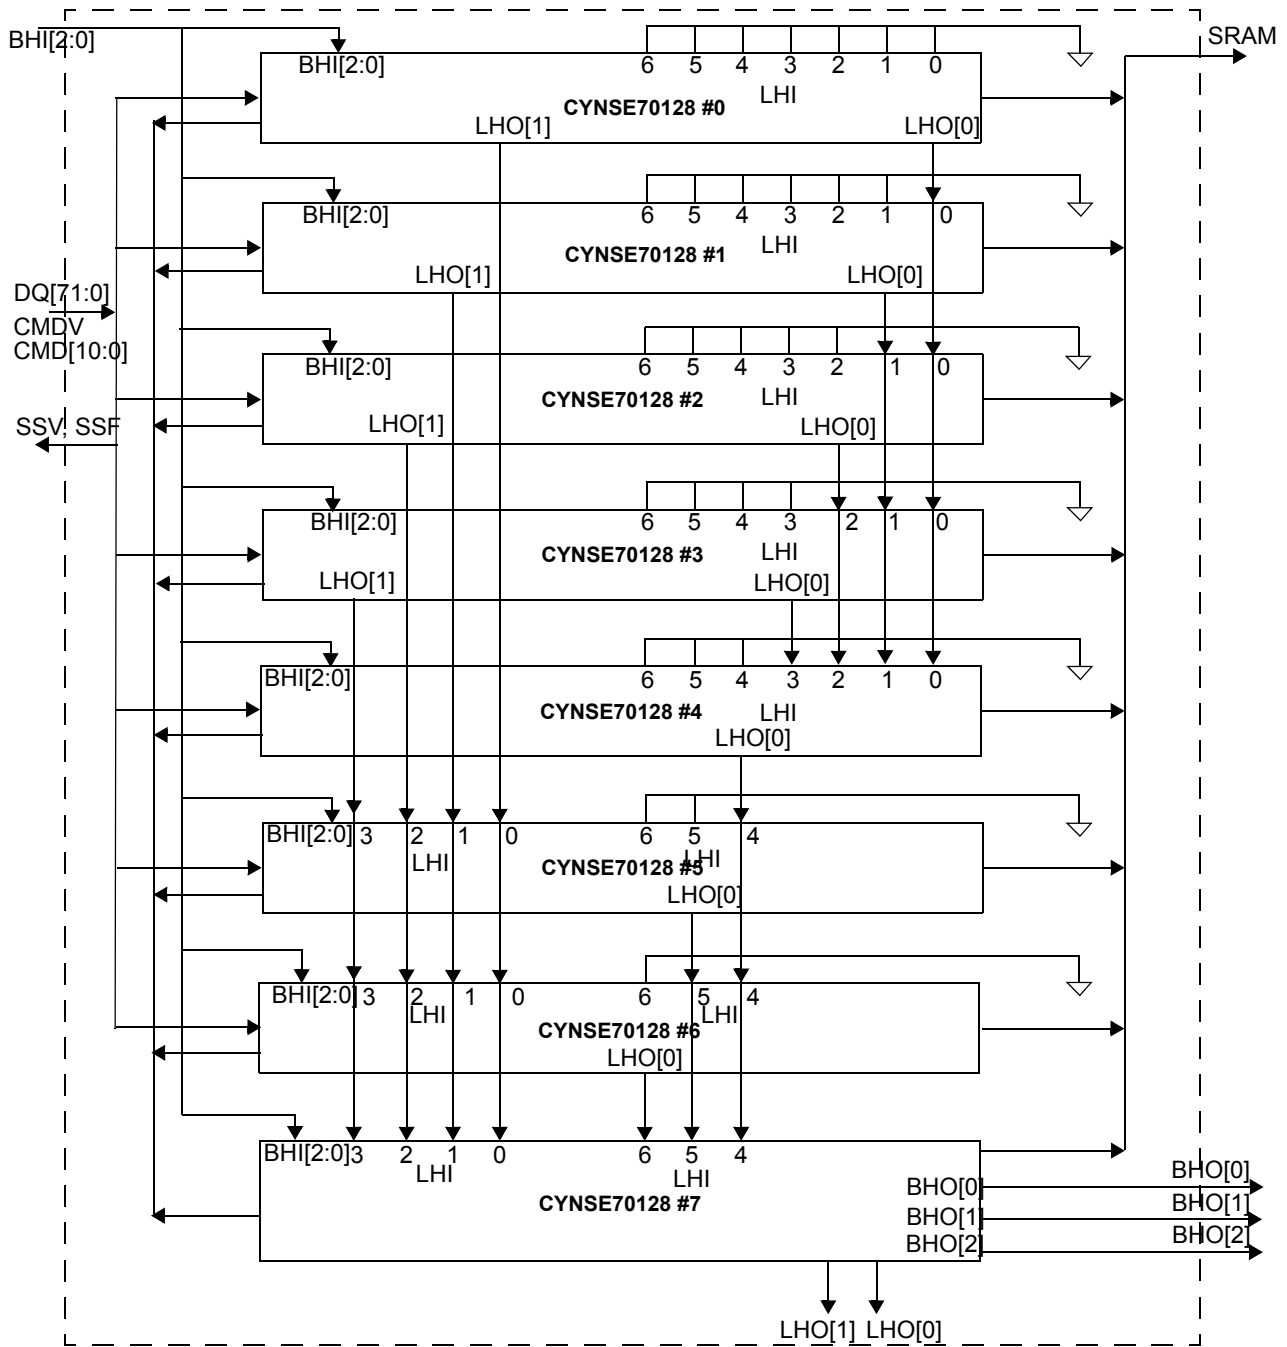 BHI[2:0]
SRAM
BHI[2:0]
6 5 4 3 2 1 0
LHI
CYNSE70128 #0
LHO[1]
LHO[0]
BHI[2:0]
6 5 4 3 2 1 0
LHI
CYNSE70128 #1
LHO[1]
LHO[0]
DQ[71:0]
CMDV
CMD[10:0]
BHI[2:0]
6 5 4 3 2 1 0
LHI
CYNSE70128 #2
LHO[1]
LHO[0]
SSV, SSF
BHI[2:0]
6 5 4 3 2 1 0
LHI
CYNSE70128 #3
LHO[1]
LHO[0]
BHI[2:0]
6 5 4 3 2 1 0
LHI
CYNSE70128 #4
LHO[0]
BHI[2:0] 3 2 1 0 6 5 4
LHI LHI
CYNSE70128 #5
LHO[0]
BHI[2:0] 3 2 1 0 6 5 4
LHI LHI
CYNSE70128 #6
LHO[0]
BHI[2:0] 3 2 1 0 6 5 4
LHI LHI
CYNSE70128 #7
BHO[0] BHO[0]
BHO[1] BHO[1]
BHO[2] BHO[2]
LHO[1] LHO[0]